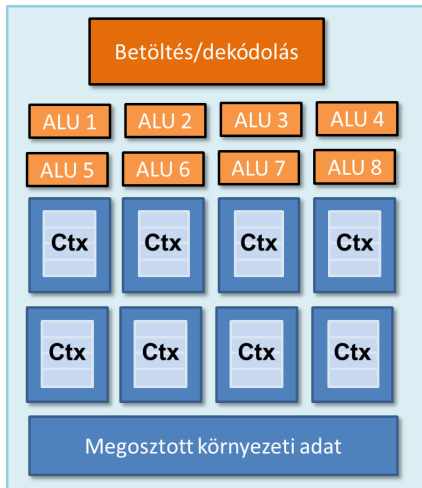 Betöltés/dekódolás
ALU 1 ALU 2 ALU 3 ALU 4
ALU 5 ALU 6 ALU 7 ALU 8
Ctx Ctx Ctx Ctx
Ctx Ctx Ctx Ctx
Megosztott környezeti adat